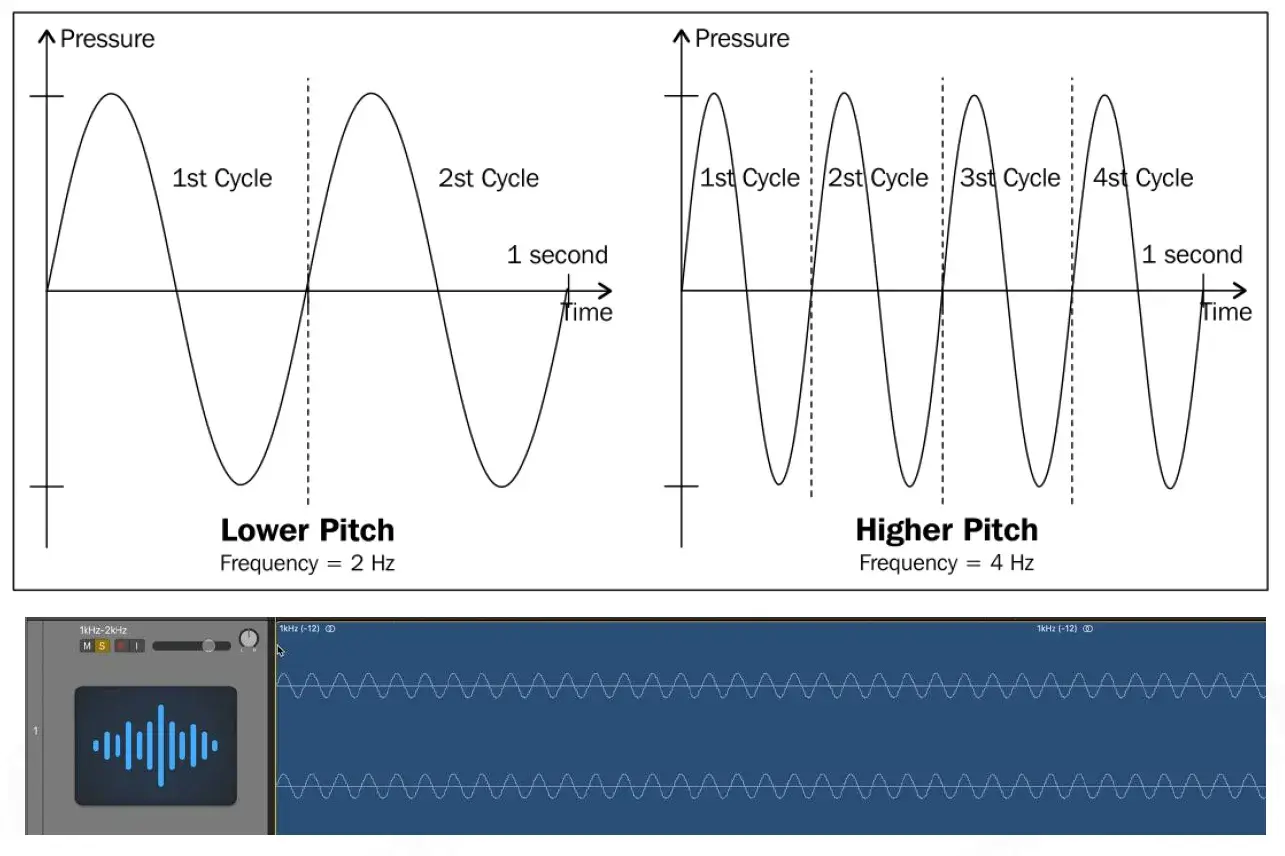 Pressure
1st Cycle
2st Cycle
1 second
Time
Lower Pitch
Frequency = 2 Hz
Pressure
1st Cycle
2st Cycle
3st Cycle
4st Cycle
1 second
Time
Higher Pitch
Frequency = 4 Hz
1kHz-2kHz
M S I
1
1kHz (-12)
1kHz (-12)